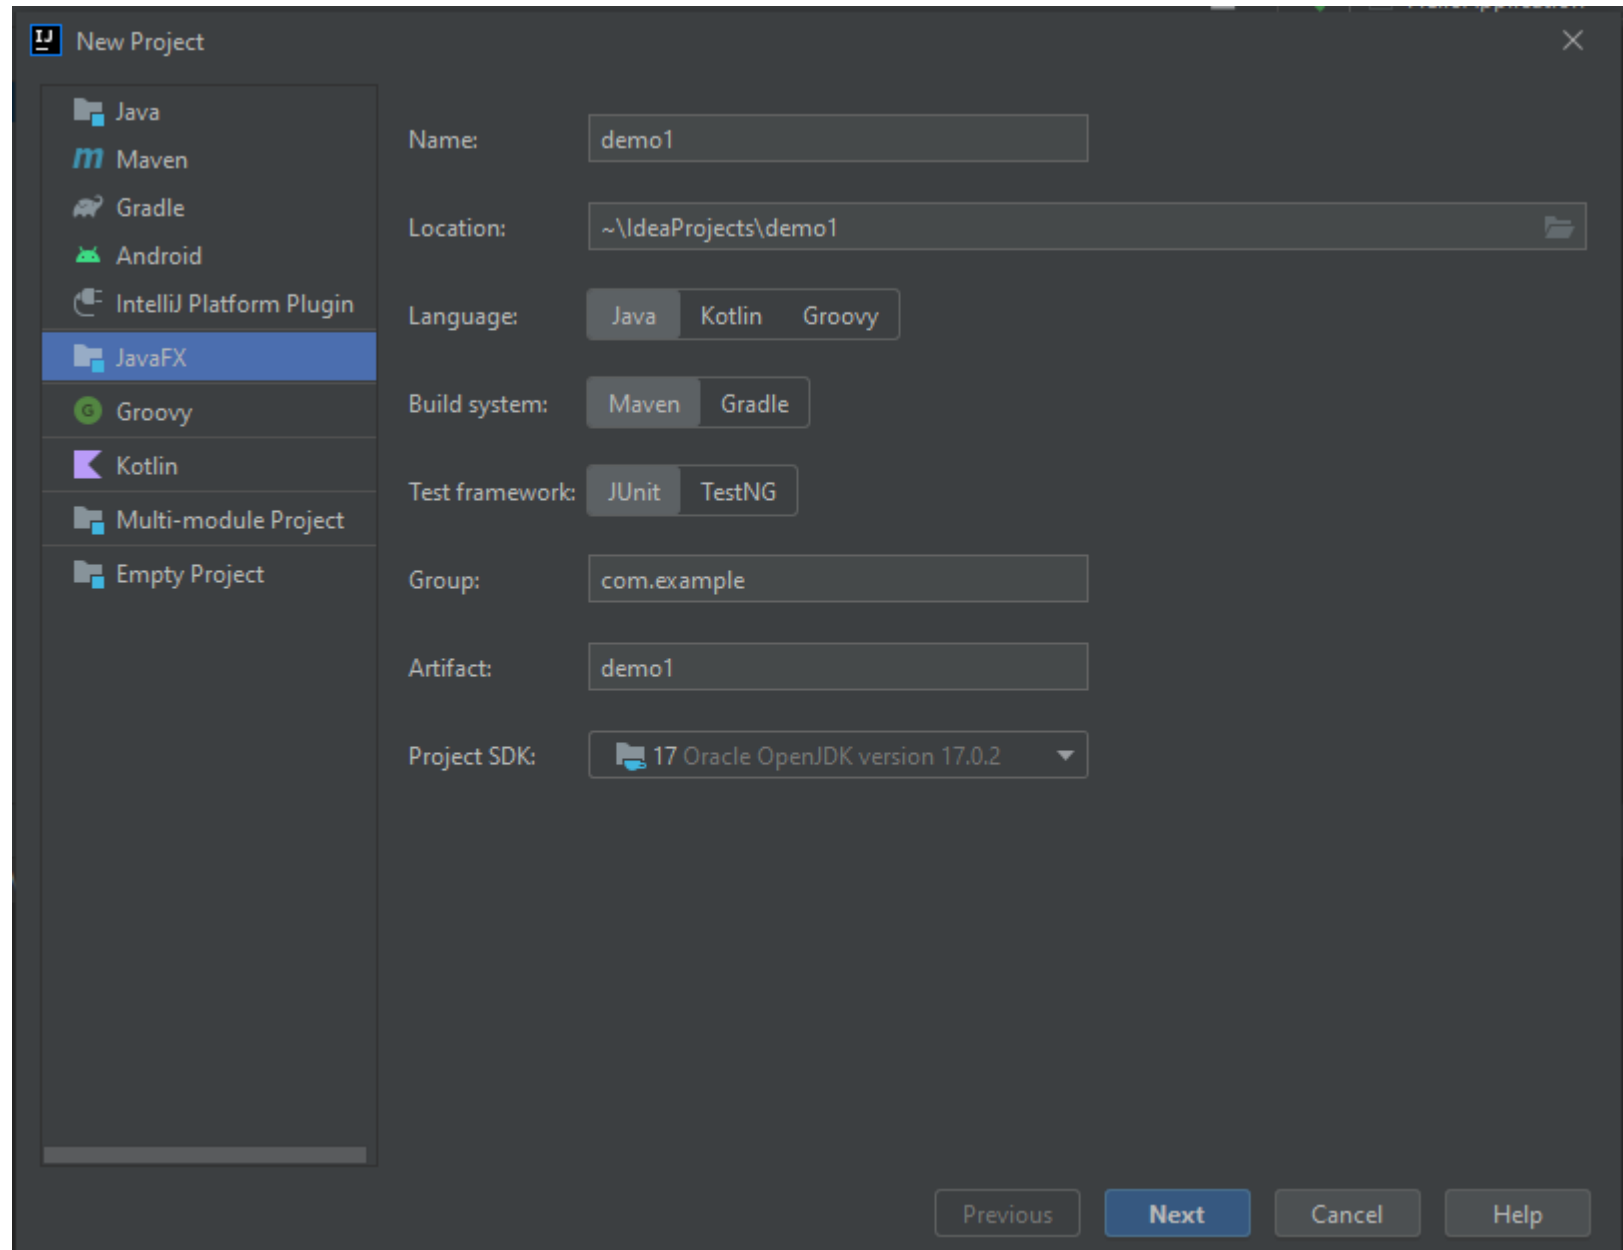 New Project
Java
Maven
Gradle
Android
IntelliJ Platform Plugin
JavaFX
Groovy
Kotlin
Multi-module Project
Empty Project
Name: demo1
Location: ~\IdeaProjects\demo1
Language: Java Kotlin Groovy
Build system: Maven Gradle
Test framework: JUnit TestNG
Group: com.example
Artifact: demo1
Project SDK: 17 Oracle OpenJDK version 17.0.2
Previous Next Cancel Help